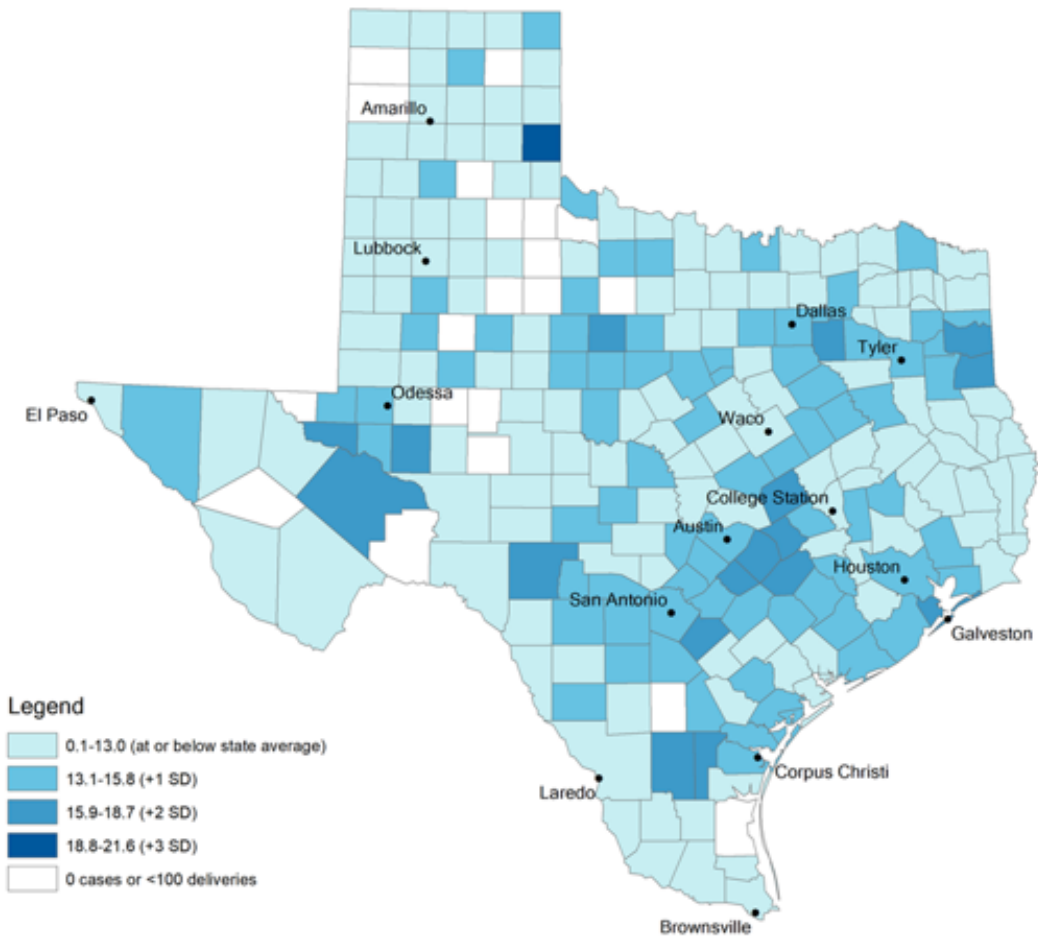 Amarillo
Lubbock
Dallas
Tyler
Odessa
El Paso
Waco
College Station
Austin
Houston
San Antonio
Galveston
Legend
0.1-13.0 (at or below state average)
13.1-15.8 (+1 SD)
15.9-18.7 (+2 SD)
18.8-21.6 (+3 SD)
0 cases or <100 deliveries
Corpus Christi
Laredo
Brownsville